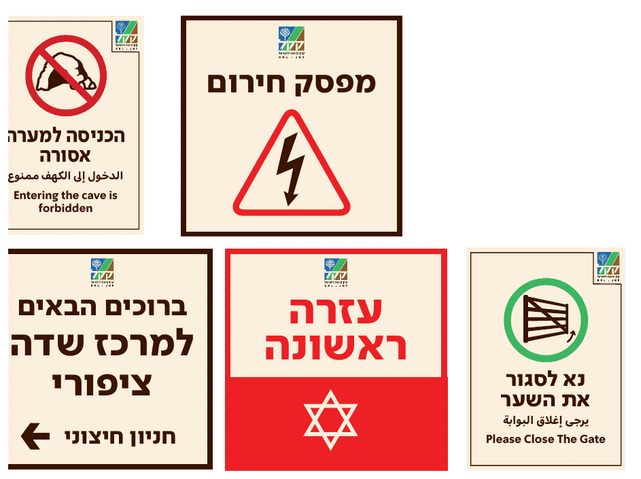 הכניסה למערה
אסורה
الدخول إلى الكهف ممنوع
Entering the cave is
forbidden
מפסק חירום
ברוכים הבאים
למרכז שדה
ציפורי
חניון חיצוני
עזרה
ראשונה
נא לסגור
את השער
يرجى إغلاق البوابة
Please Close The Gate